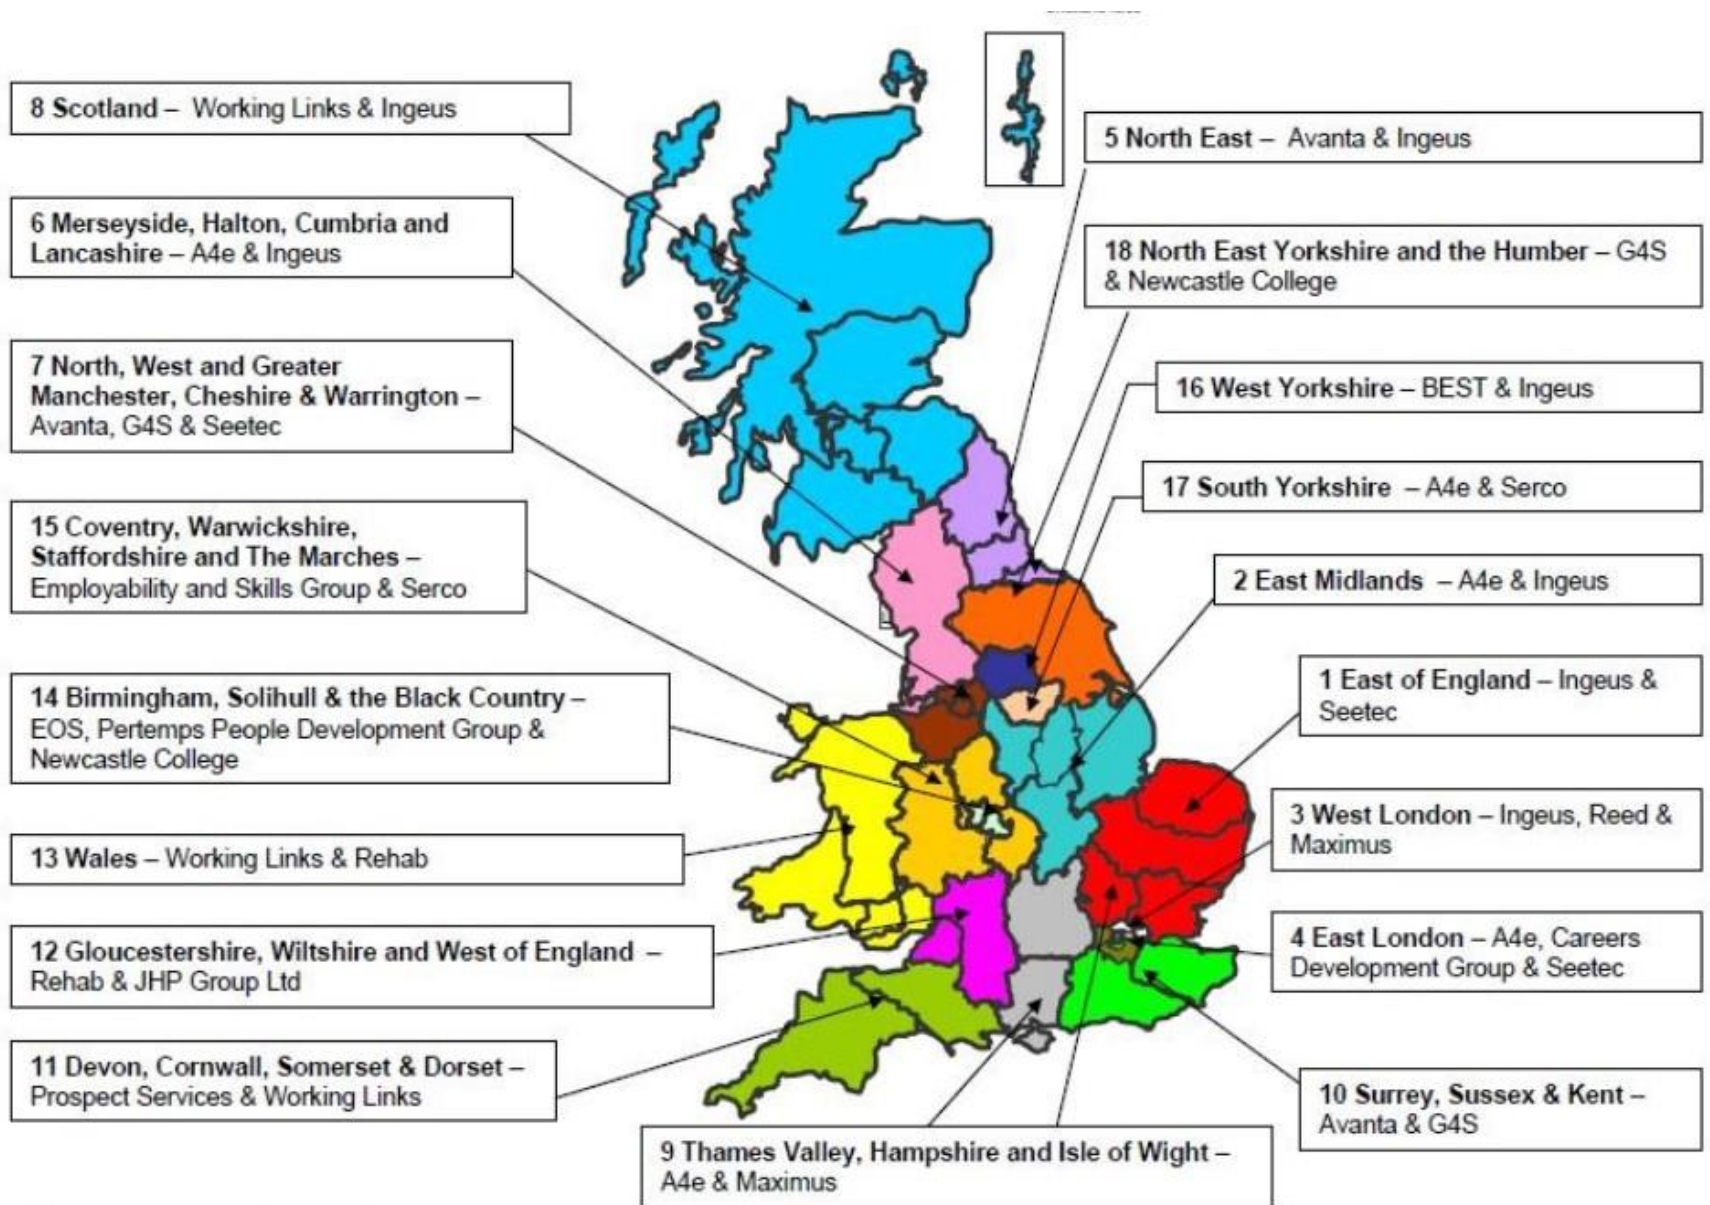 8 Scotland – Working Links & Ingeus
6 Merseyside, Halton, Cumbria and
Lancashire – A4e & Ingeus
7 North, West and Greater
Manchester, Cheshire & Warrington –
Avanta, G4S & Seetec
15 Coventry, Warwickshire,
Staffordshire and The Marches –
Employability and Skills Group & Serco
14 Birmingham, Solihull & the Black Country –
EOS, Pertemps People Development Group &
Newcastle College
13 Wales – Working Links & Rehab
12 Gloucestershire, Wiltshire and West of England –
Rehab & JHP Group Ltd
11 Devon, Cornwall, Somerset & Dorset –
Prospect Services & Working Links
5 North East – Avanta & Ingeus
18 North East Yorkshire and the Humber – G4S
& Newcastle College
16 West Yorkshire – BEST & Ingeus
17 South Yorkshire – A4e & Serco
2 East Midlands – A4e & Ingeus
1 East of England – Ingeus &
Seetec
3 West London – Ingeus, Reed &
Maximus
4 East London – A4e, Careers
Development Group & Seetec
10 Surrey, Sussex & Kent –
Avanta & G4S
9 Thames Valley, Hampshire and Isle of Wight –
A4e & Maximus